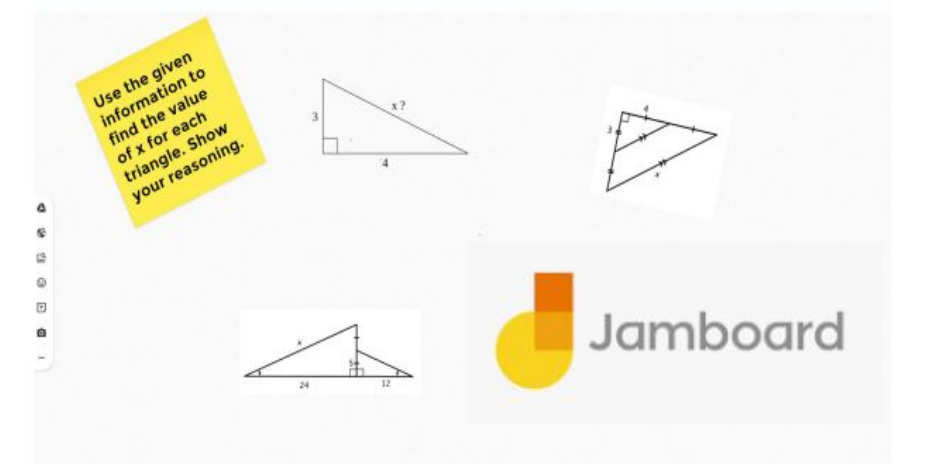 Use the given
information to
find the value
of x for each
triangle. Show
your reasoning.
3
x ?
4
4
3
x
x
5
24
12
Jamboard